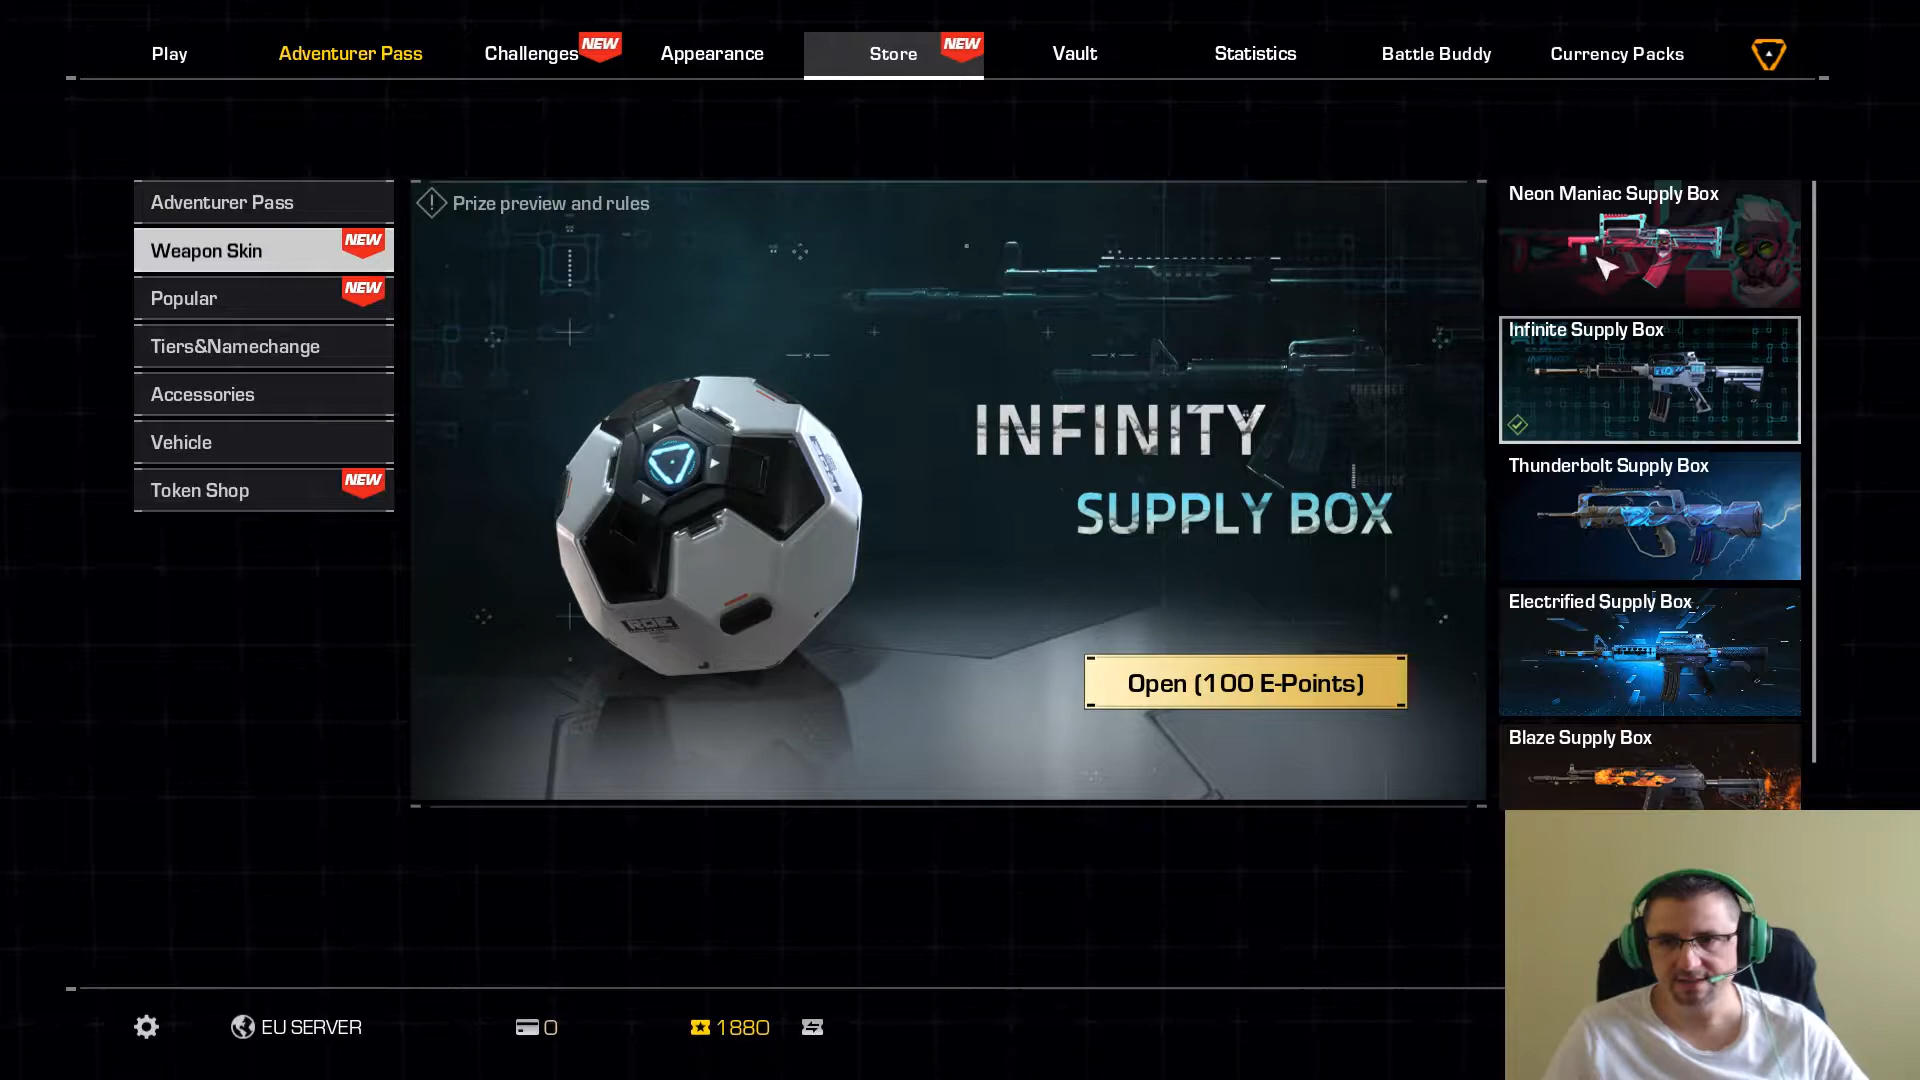 Play
Adventurer Pass
Challenges
NEW
Appearance
Store
NEW
Vault
Statistics
Battle Buddy
Currency Packs
Adventurer Pass
Weapon Skin
NEW
Popular
NEW
Tiers&Namechange
Accessories
Vehicle
Token Shop
NEW
Prize preview and rules
INFINITY
SUPPLY BOX
Open (100 E-Points)
ROE
Neon Maniac Supply Box
Infinite Supply Box
Thunderbolt Supply Box
Electrified Supply Box
Blaze Supply Box
EU SERVER
0
1880